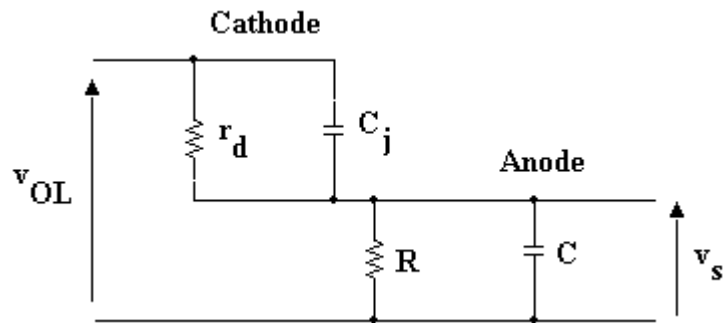 Cathode
r_d
C_j
v_OL
Anode
R
C
v_s